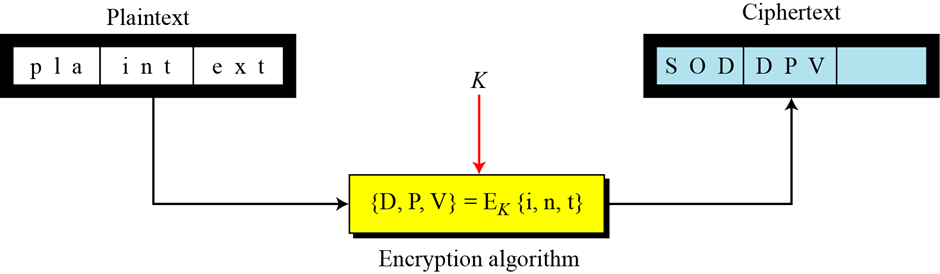 Plaintext
Ciphertext
p l a i n t e x t
S O D D P V
K
{D, P, V} = EK {i, n, t}
Encryption algorithm